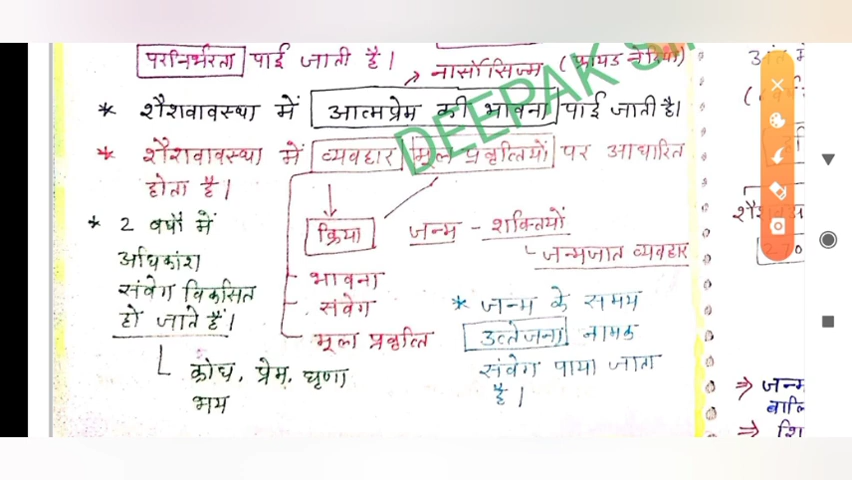 परनिर्भरता पाई जाती है।
नार्सीसिज्म (फ्रायड ने दिया)
* शैशवावस्था में आत्मप्रेम की भावना पाई जाती है।
* शैशवावस्था में व्यवहार मूल प्रवृत्तियों पर आधारित
होता है।
क्रिया
जन्म - शक्तियों
जन्मजात व्यवहार
भावना
संवेग
मूल प्रवृत्ति
* 2 वर्षों में
अधिकांश
संवेग विकसित
हो जाते हैं।
क्रोध, प्रेम, घृणा
भय
* जन्म के समय
उत्तेजना नामक
संवेग पाया जाता
है।
DEEPAK
⇒ जन्म